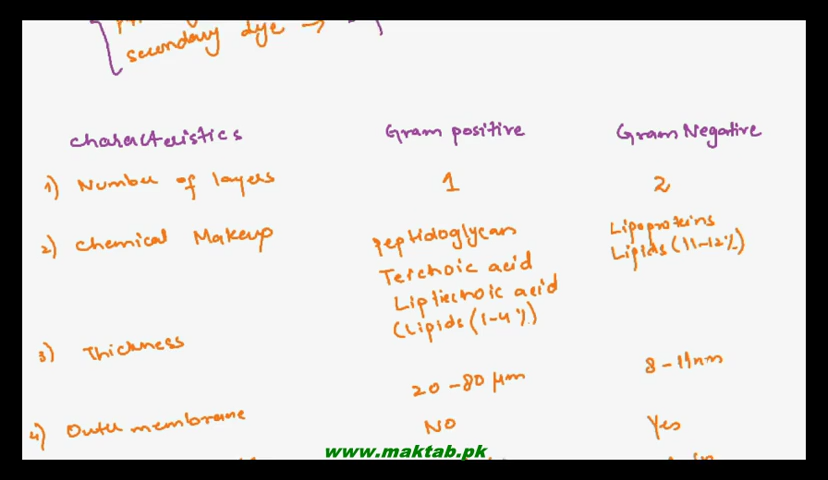 secondary dye →
characteristics Gram positive Gram Negative
1) Number of layers 1 2
2) Chemical Makeup Peptidoglycan Lipoproteins
Lipids (11-12%)
Teichoic acid
Lipteichoic acid
(Lipids (1-4%)
3) Thickness 20-80 μm 8-11nm
4) Outer membrane NO Yes
www.maktab.pk